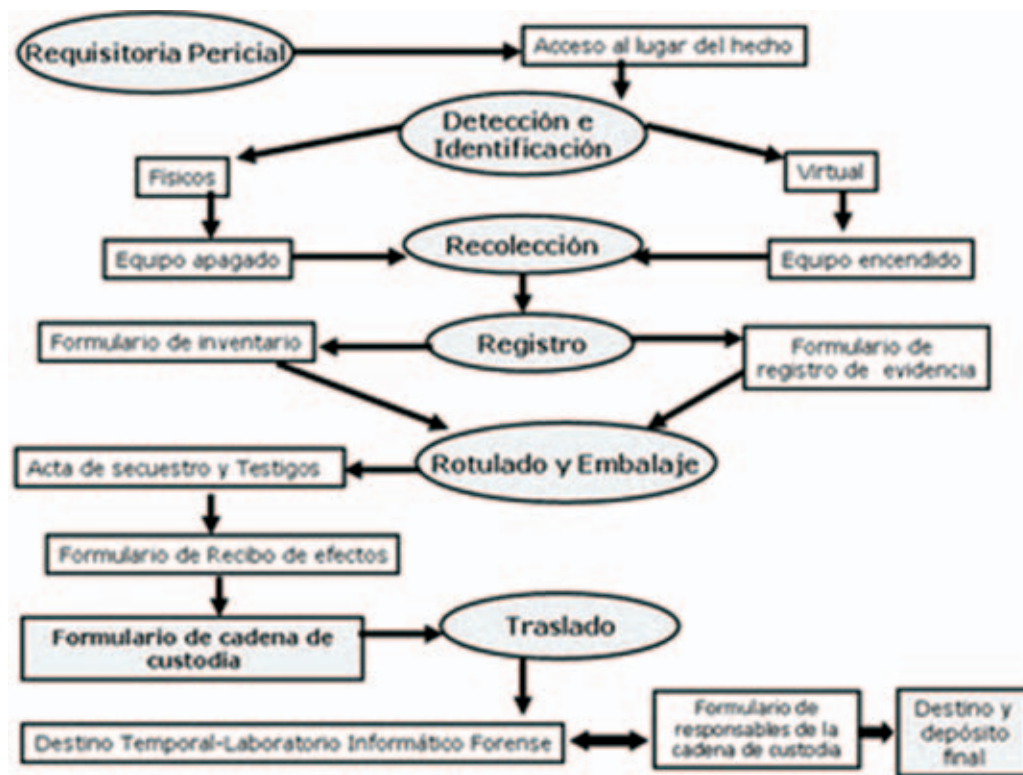 Requisitoria Pericial
Acceso al lugar del hecho
Detección e
Identificación
Físicos
Virtual
Equipo apagado
Recolección
Equipo encendido
Formulario de inventario
Registro
Formulario de
registro de evidencia
Acta de secuestro y Testigos
Rotulado y Embalaje
Formulario de Recibo de efectos
Formulario de cadena de
custodia
Traslado
Destino Temporal-Laboratorio Informático Forense
Formulario de
responsables de la
cadena de custodia
Destino y
depósito
final